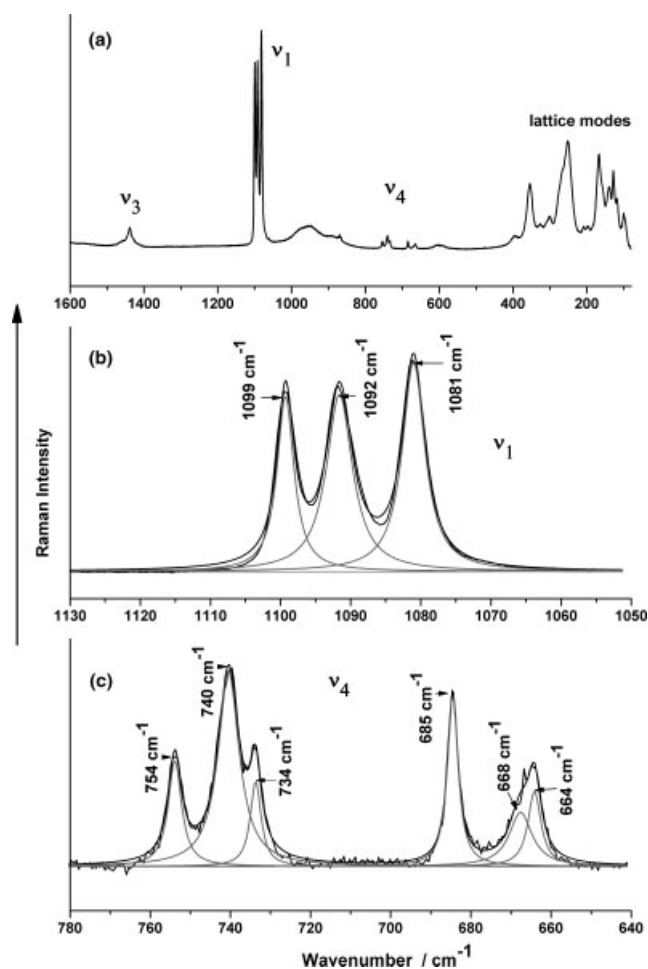 (a)
ν1
lattice modes
ν3
ν4
1600 1400 1200 1000 800 600 400 200
Raman Intensity
(b)
1099 cm-1
1092 cm-1
1081 cm-1
ν1
1130 1120 1110 1100 1090 1080 1070 1060 1050
(c)
754 cm-1
740 cm-1
734 cm-1
ν4
685 cm-1
668 cm-1
664 cm-1
780 760 740 720 700 680 660 640
Wavenumber / cm-1